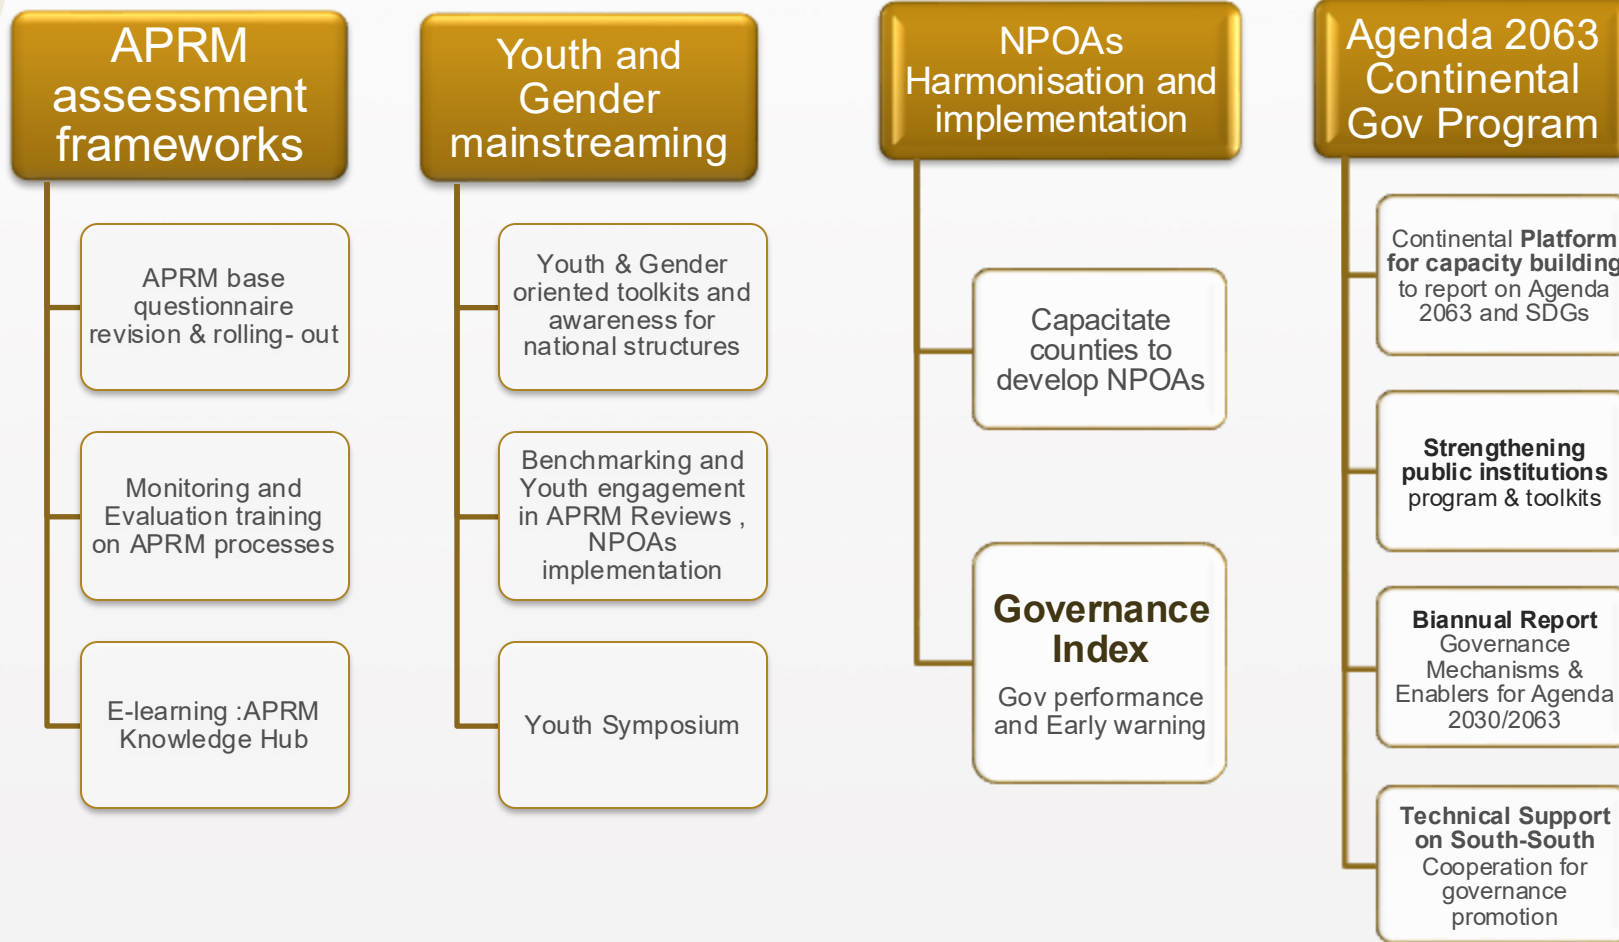 APRM
assessment
frameworks
APRM base
questionnaire
revision & rolling- out
Monitoring and
Evaluation training
on APRM processes
E-learning :APRM
Knowledge Hub
Youth and
Gender
mainstreaming
Youth & Gender
oriented toolkits and
awareness for
national structures
Benchmarking and
Youth engagement
in APRM Reviews ,
NPOAs
implementation
Youth Symposium
NPOAs
Harmonisation and
implementation
Capacitate
counties to
develop NPOAs
Governance
Index
Gov performance
and Early warning
Agenda 2063
Continental
Gov Program
Continental Platform
for capacity building
to report on Agenda
2063 and SDGs
Strengthening
public institutions
program & toolkits
Biannual Report
Governance
Mechanisms &
Enablers for Agenda
2030/2063
Technical Support
on South-South
Cooperation for
governance
promotion